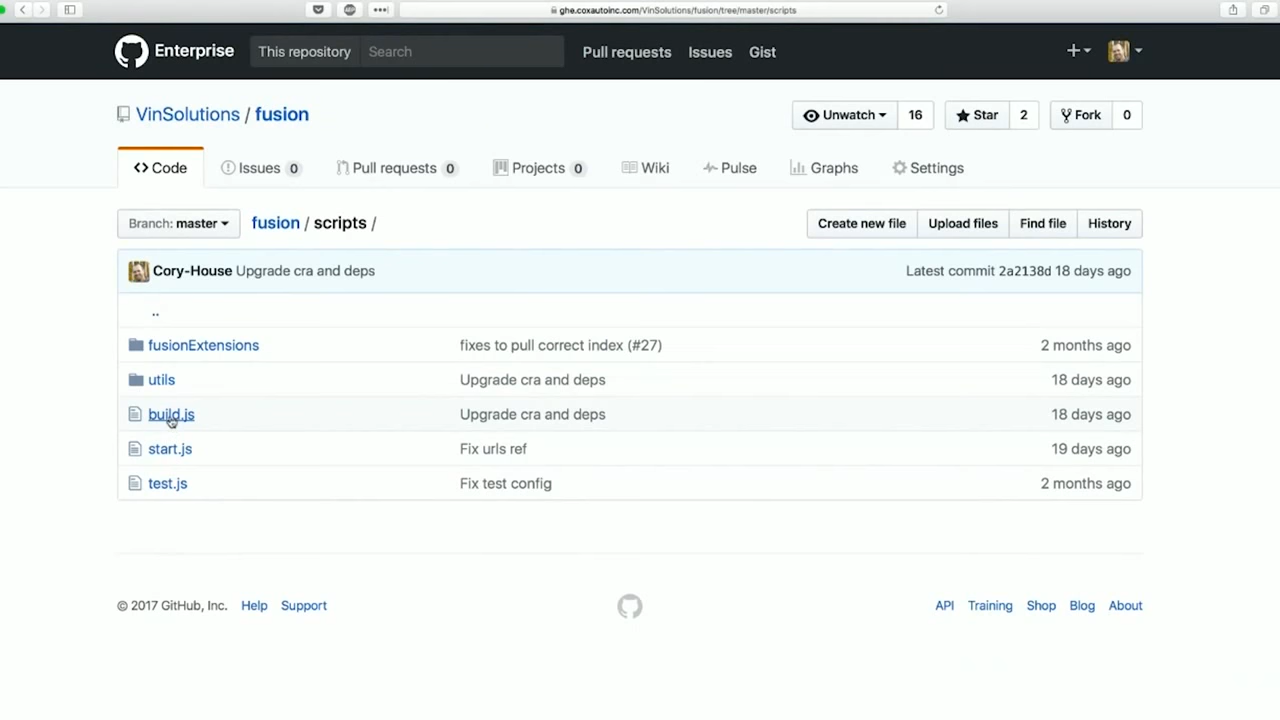 ghe.coxautoinc.com/VinSolutions/fusion/tree/master/scripts
Enterprise This repository Search Pull requests Issues Gist
VinSolutions / fusion Unwatch 16 Star 2 Fork 0
Code Issues 0 Pull requests 0 Projects 0 Wiki Pulse Graphs Settings
Branch: master fusion / scripts / Create new file Upload files Find file History
Cory-House Upgrade cra and deps Latest commit 2a2138d 18 days ago
..
fusionExtensions fixes to pull correct index (#27) 2 months ago
utils Upgrade cra and deps 18 days ago
build.js Upgrade cra and deps 18 days ago
start.js Fix urls ref 19 days ago
test.js Fix test config 2 months ago
© 2017 GitHub, Inc. Help Support API Training Shop Blog About